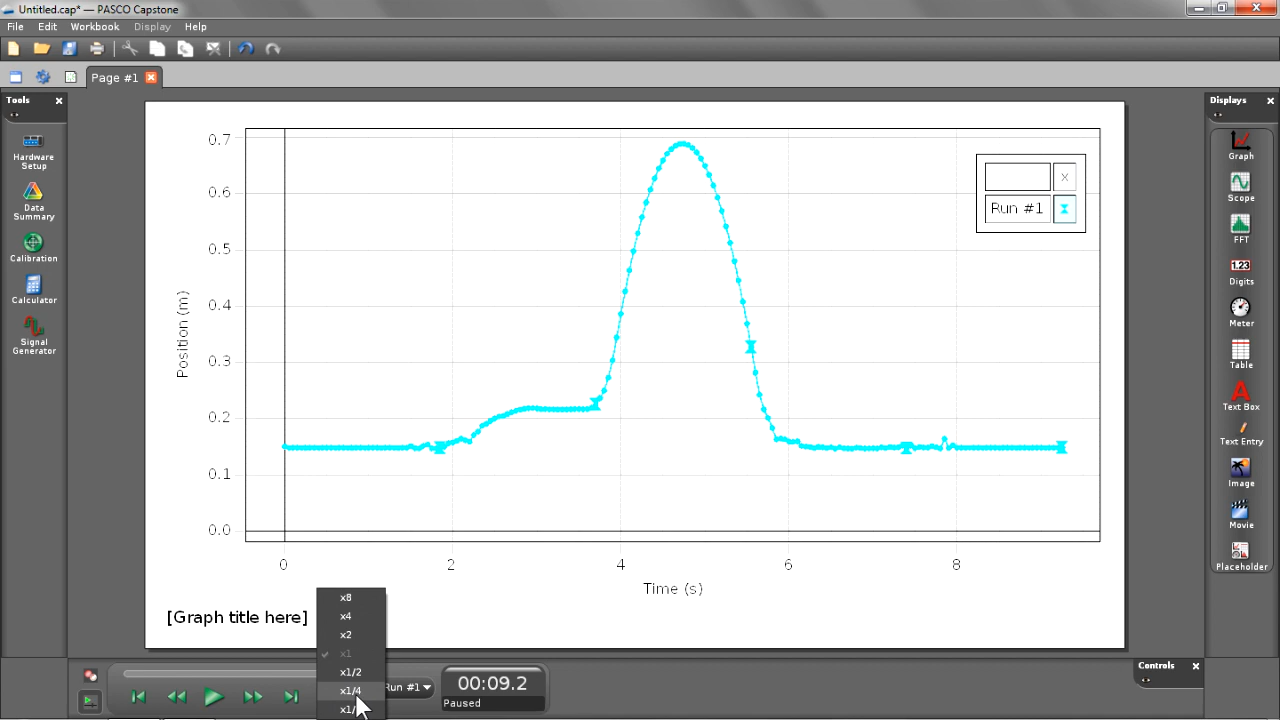 Untitled.cap* — PASCO Capstone
File Edit Workbook Display Help
Page #1
Tools
Hardware
Setup
Data
Summary
Calibration
Calculator
Signal
Generator
0.7
0.6
0.5
0.4
0.3
0.2
0.1
0.0
Position (m)
0 2 4 6 8
Time (s)
x
Run #1
[Graph title here]
x8
x4
x2
x1
x1/2
x1/4
Run #1
00:09.2
Paused
Displays
Graph
Scope
FFT
1.23
Digits
Meter
Table
A
Text Box
Text Entry
Image
Movie
Placeholder
Controls